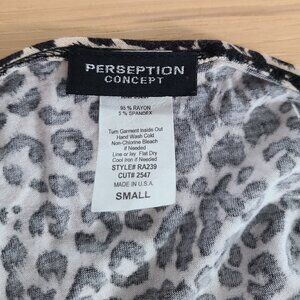 PERSEPTION
CONCEPT
95 % RAYON
5 % SPANDEX
Turn Garment Inside Out
Hand Wash Cold
Non-Chlorine Bleach
if Needed
Line or lay Flat Dry
Cool Iron if Needed
STYLE# RA239
CUT# 2547
MADE IN U.S.A.
SMALL